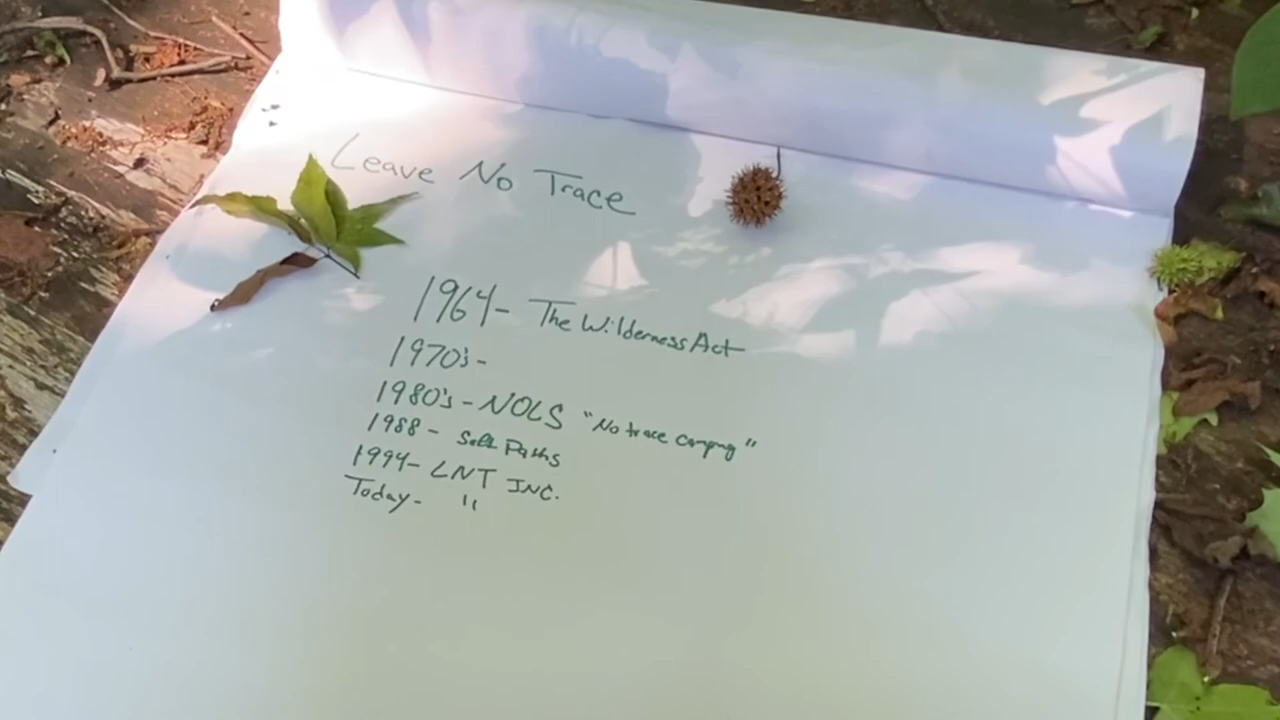 Leave No Trace
1964- The Wilderness Act
1970's-
1980's- NOLS "No trace camping"
1988- Soft Paths
1994- LNT INC.
Today- "